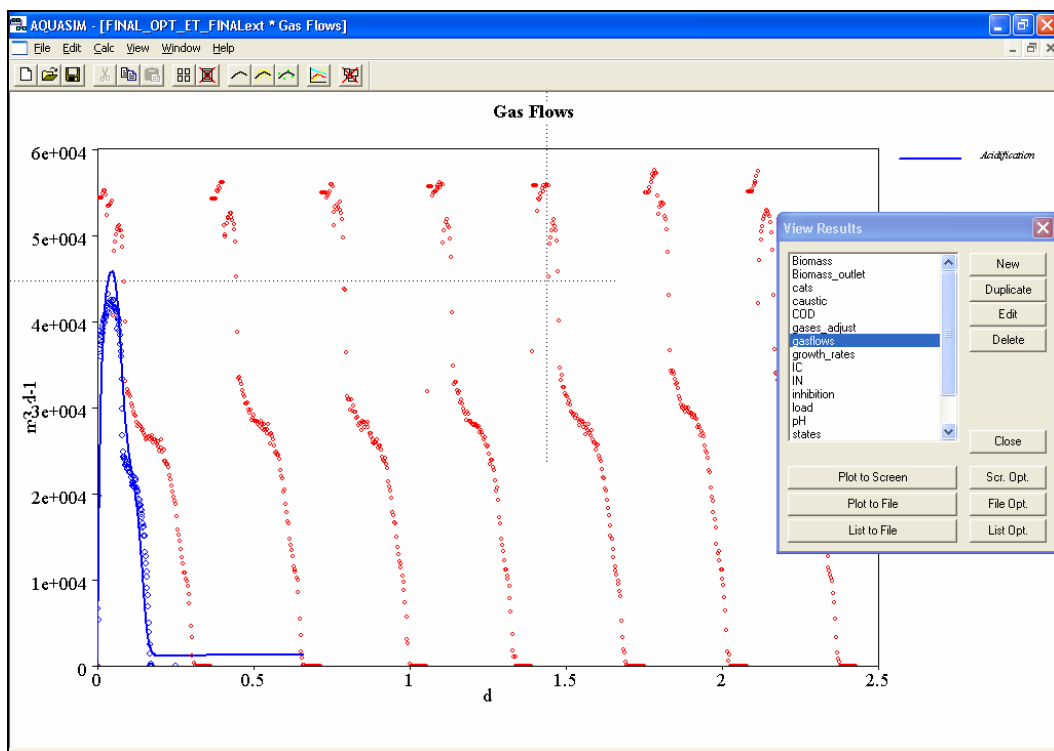 AQUASIM - [FINAL_OPT_ET_FINALext * Gas Flows]
File Edit Calc View Window Help
Gas Flows
6e+004
5e+004
4e+004
3e+004
2e+004
1e+004
0
m3.d-1
0 0.5 1 1.5 2 2.5
d
Acidification
View Results
Biomass
Biomass_outlet
cats
caustic
COD
gases_adjust
gasflows
growth_rates
IC
IN
inhibition
load
pH
states
New
Duplicate
Edit
Delete
Close
Plot to Screen Scr. Opt.
Plot to File File Opt.
List to File List Opt.